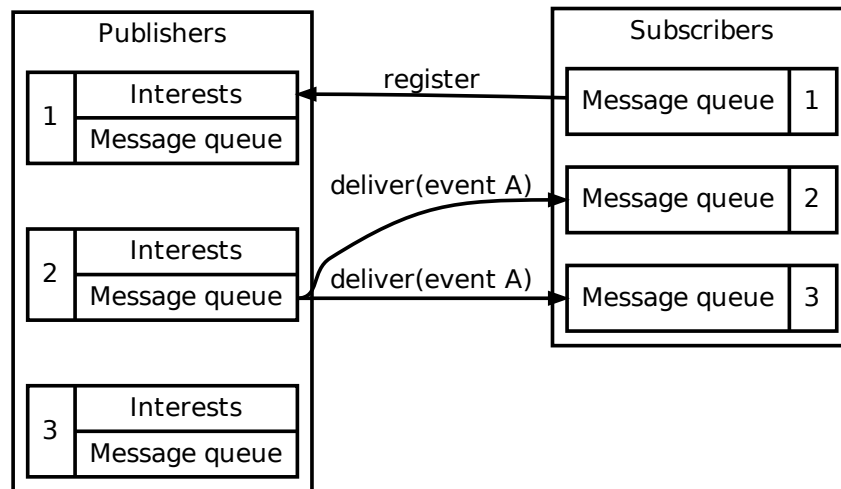 Publishers
1
Interests
Message queue
2
Interests
Message queue
3
Interests
Message queue
register
deliver(event A)
deliver(event A)
Subscribers
Message queue 1
Message queue 2
Message queue 3